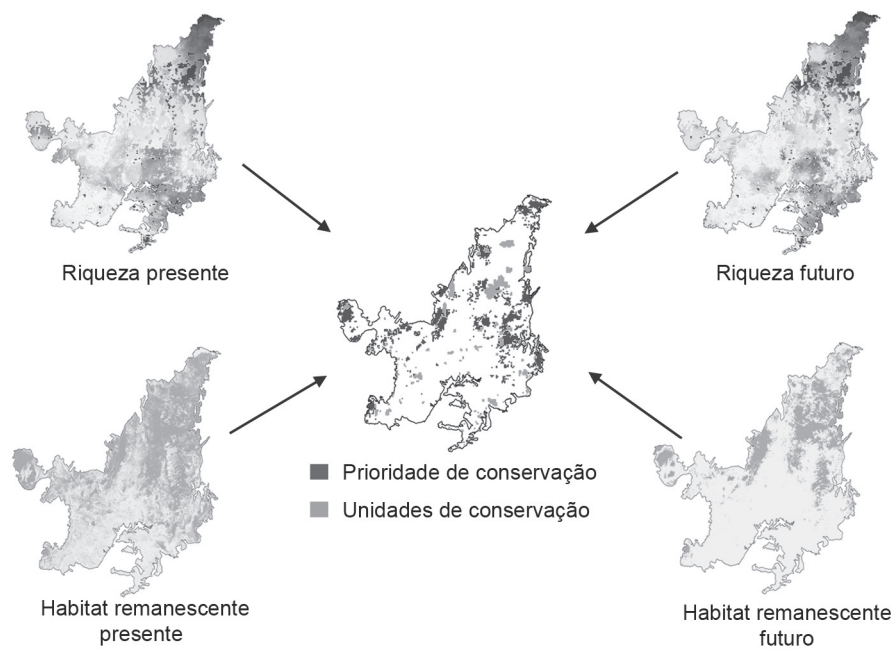 Riqueza presente
Riqueza futuro
Prioridade de conservação
Unidades de conservação
Habitat remanescente
presente
Habitat remanescente
futuro